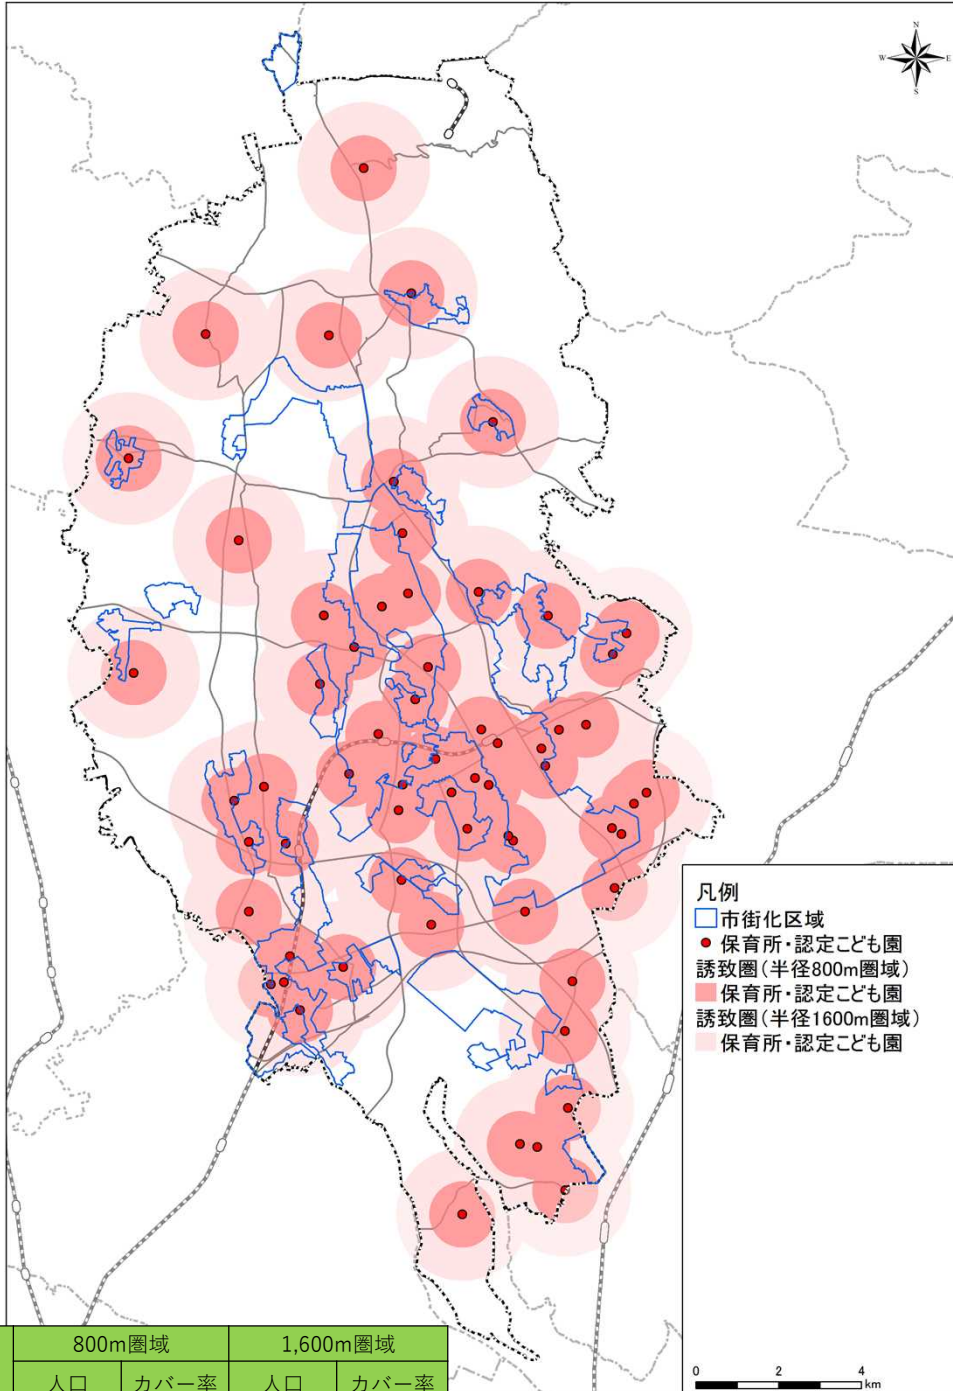 N
W
E
S
凡例
市街化区域
保育所・認定こども園
誘致圏(半径800m圏域)
保育所・認定こども園
誘致圏(半径1600m圏域)
保育所・認定こども園
0 2 4
km
800m圏域 1,600m圏域
人口 カバー率 人口 カバー率